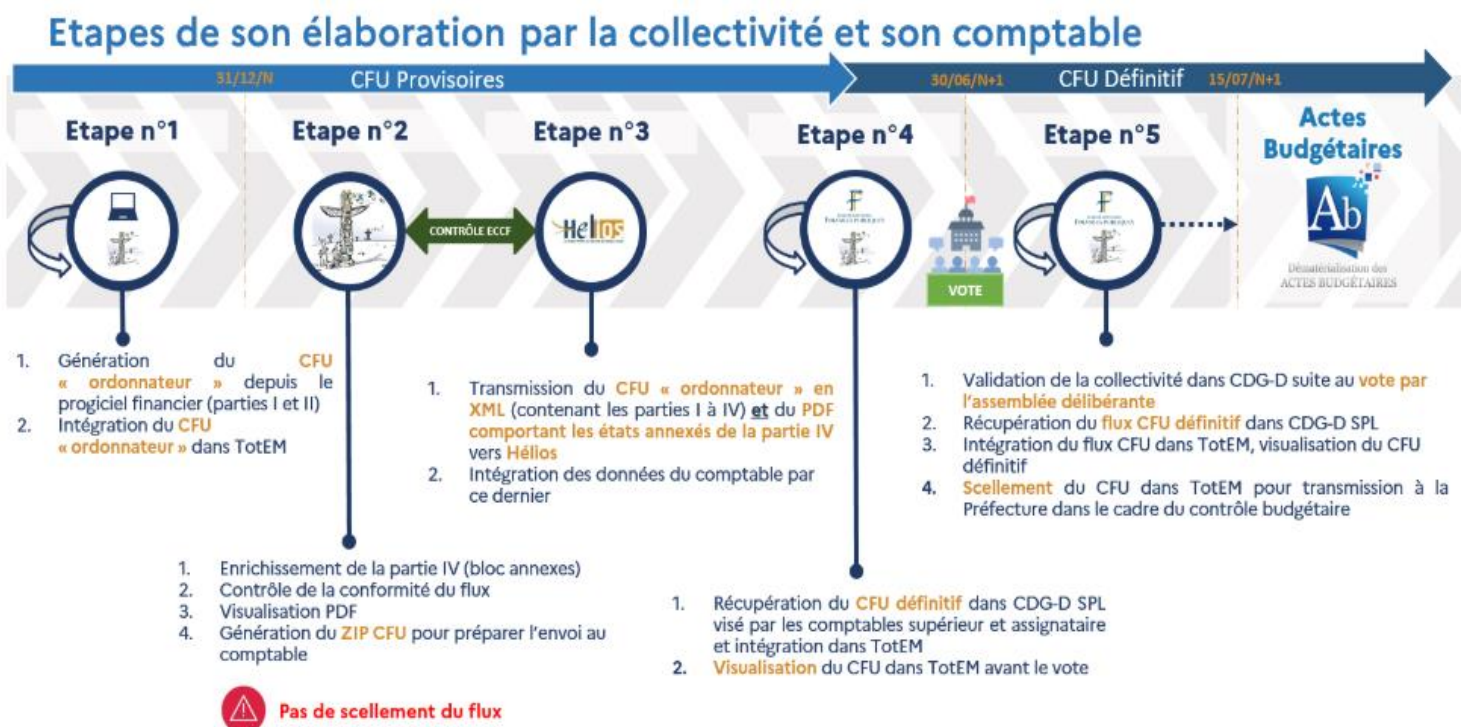 Etapes de son élaboration par la collectivité et son comptable
31/12/N
CFU Provisoires
30/06/N+1
CFU Définitif
15/07/N+1
Etape n°1
Etape n°2
Etape n°3
Etape n°4
Etape n°5
Actes
Budgétaires
CONTRÔLE ECCF
Helios
F
FINANCES PUBLIQUES
VOTE
F
FINANCES PUBLIQUES
Ab
Dématérialisation des
ACTES BUDGÉTAIRES
1. Génération du CFU
« ordonnateur » depuis le
progiciel financier (parties I et II)
2. Intégration du CFU
« ordonnateur » dans TotEM
1. Transmission du CFU « ordonnateur » en
XML (contenant les parties I à IV) et du PDF
comportant les états annexés de la partie IV
vers Hélios
2. Intégration des données du comptable par
ce dernier
1. Validation de la collectivité dans CDG-D suite au vote par
l'assemblée délibérante
2. Récupération du flux CFU définitif dans CDG-D SPL
3. Intégration du flux CFU dans TotEM, visualisation du CFU
définitif
4. Scellement du CFU dans TotEM pour transmission à la
Préfecture dans le cadre du contrôle budgétaire
1. Enrichissement de la partie IV (bloc annexes)
2. Contrôle de la conformité du flux
3. Visualisation PDF
4. Génération du ZIP CFU pour préparer l'envoi au
comptable
1. Récupération du CFU définitif dans CDG-D SPL
visé par les comptables supérieur et assignataire
et intégration dans TotEM
2. Visualisation du CFU dans TotEM avant le vote
Pas de scellement du flux